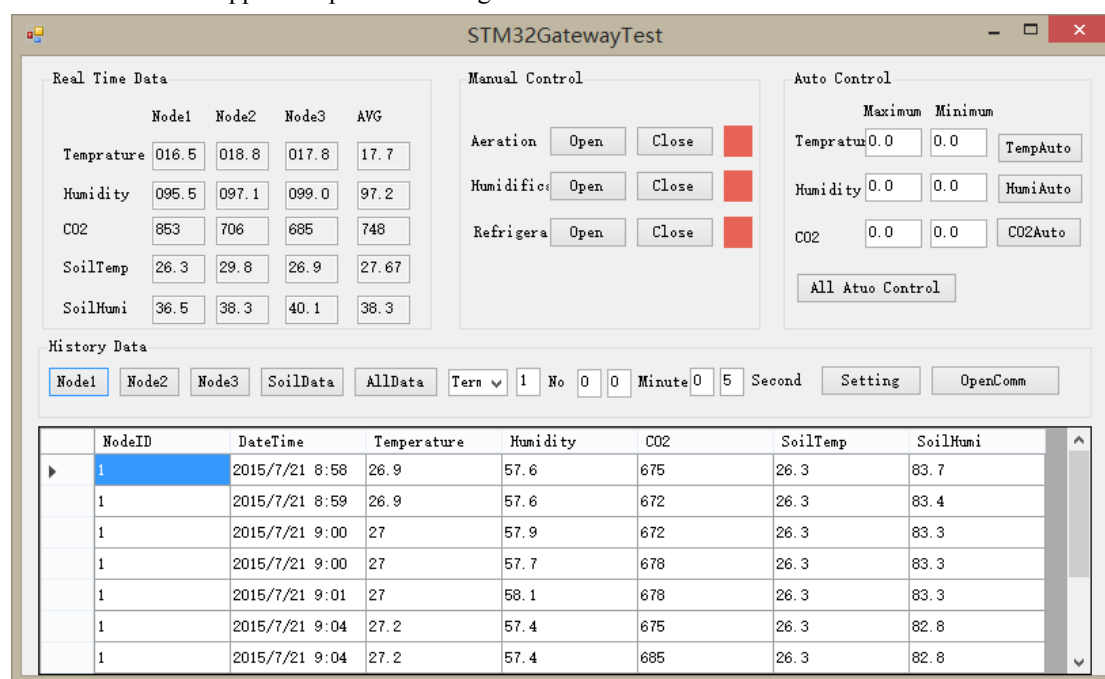 STM32GatewayTest
Real Time Data
Node1 Node2 Node3 AVG
Temprature 016.5 018.8 017.8 17.7
Humidity 095.5 097.1 099.0 97.2
CO2 853 706 685 748
SoilTemp 26.3 29.8 26.9 27.67
SoilHumi 36.5 38.3 40.1 38.3
Manual Control
Aeration Open Close
Humidific Open Close
Refrigera Open Close
Auto Control
Maximum Minimum
Tempratu 0.0 0.0 TempAuto
Humidity 0.0 0.0 HumiAuto
CO2 0.0 0.0 CO2Auto
All Atuo Control
History Data
Node1 Node2 Node3 SoilData AllData Tern 1 No 0 0 Minute 0 5 Second Setting OpenComm
NodeID DateTime Temperature Humidity CO2 SoilTemp SoilHumi
1 2015/7/21 8:58 26.9 57.6 675 26.3 83.7
1 2015/7/21 8:59 26.9 57.6 672 26.3 83.4
1 2015/7/21 9:00 27 57.9 672 26.3 83.3
1 2015/7/21 9:00 27 57.7 678 26.3 83.3
1 2015/7/21 9:01 27 58.1 678 26.3 83.3
1 2015/7/21 9:04 27.2 57.4 675 26.3 82.8
1 2015/7/21 9:04 27.2 57.4 685 26.3 82.8